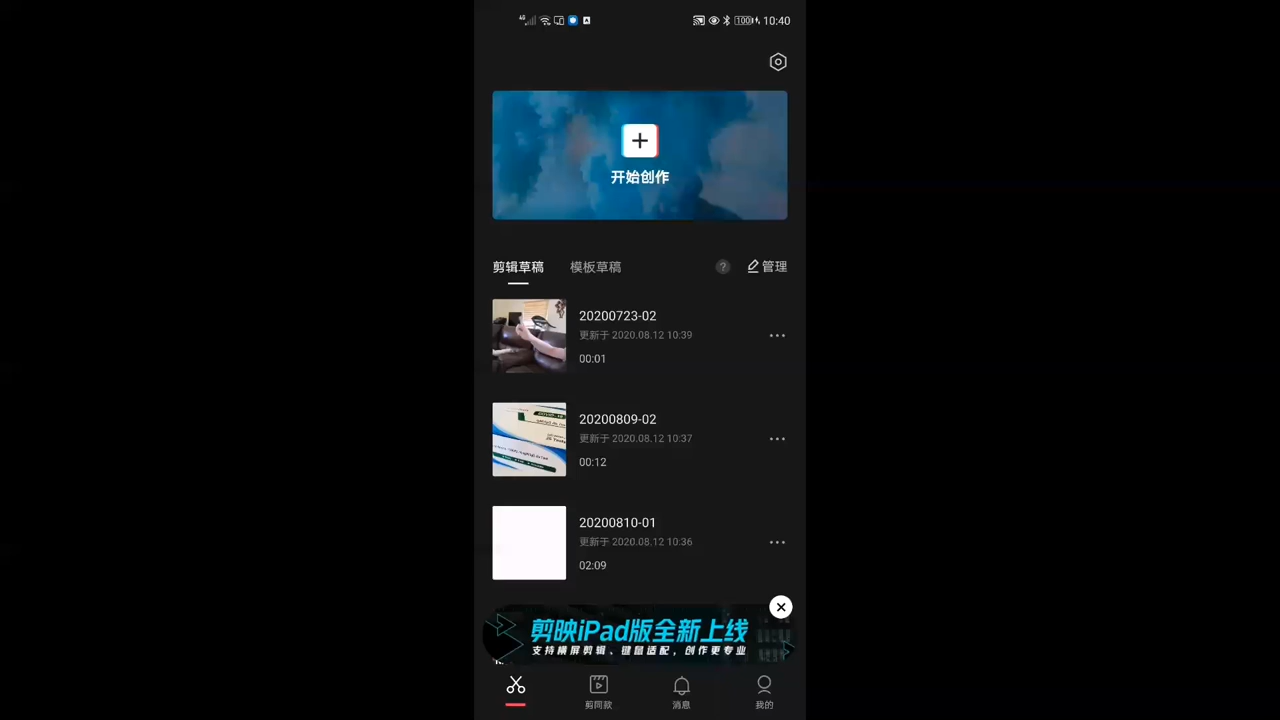 4G
100 10:40
开始创作
剪辑草稿 模板草稿 ? 管理
20200723-02
更新于 2020.08.12 10:39
00:01
20200809-02
更新于 2020.08.12 10:37
00:12
20200810-01
更新于 2020.08.12 10:36
02:09
剪映iPad版全新上线
支持横屏剪辑、键鼠适配，创作更专业
剪同款 消息 我的